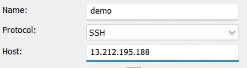 Name: demo
Protocol: SSH
Host: 13.212.195.188